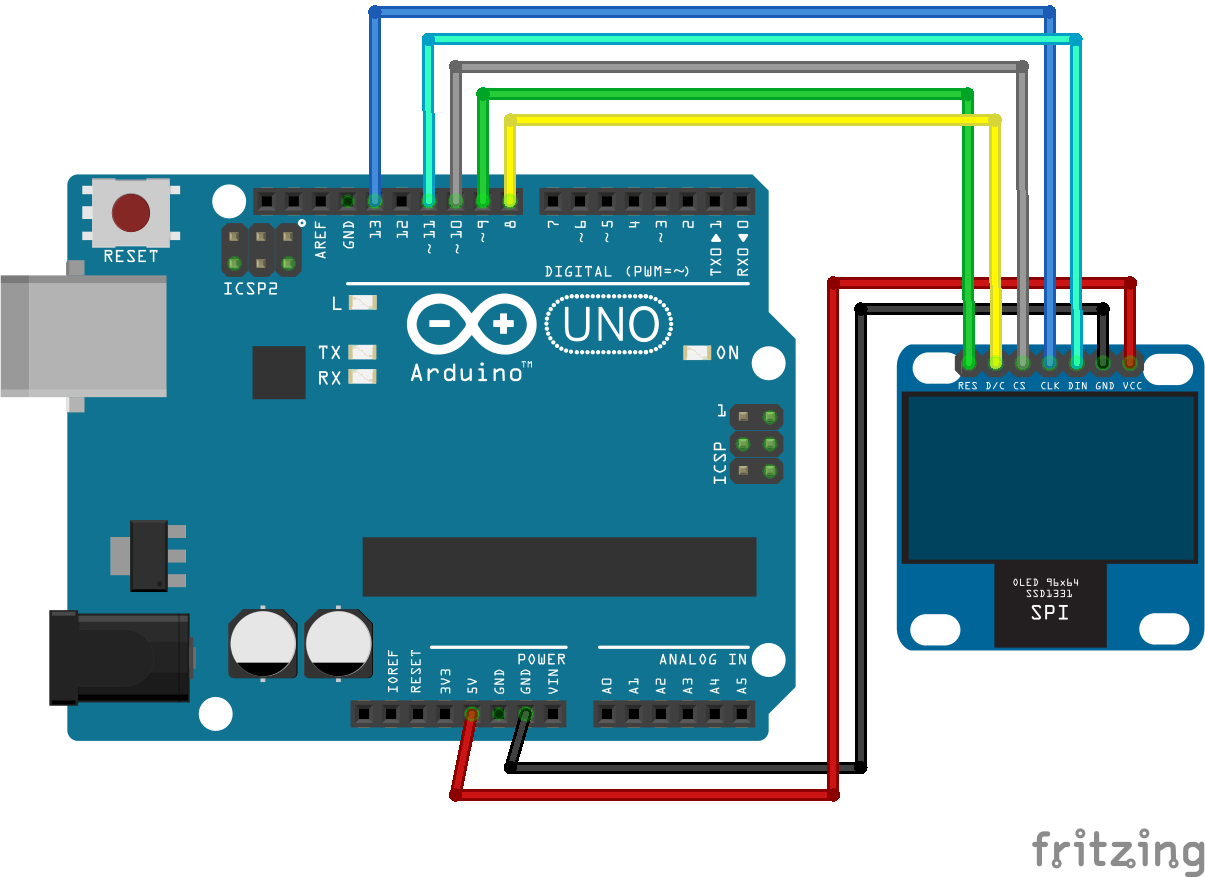 RESET
ICSP2
AREF
GND
13
12
~11
~10
~9
8
7
~6
~5
4
~3
2
TX0▶1
RX0◀0
DIGITAL (PWM=~)
L
TX
RX
ON
UNO
Arduino™
1
ICSP
RES D/C CS CLK DIN GND VCC
OLED 96x64
SSD1331
SPI
IOREF
RESET
3V3
5V
GND
GND
VIN
POWER
ANALOG IN
A0
A1
A2
A3
A4
A5
fritzing